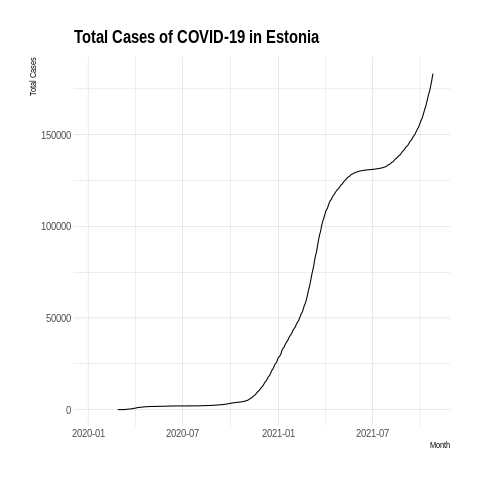 Total Cases of COVID-19 in Estonia
Total Cases
150000
100000
50000
0
2020-01 2020-07 2021-01 2021-07
Month